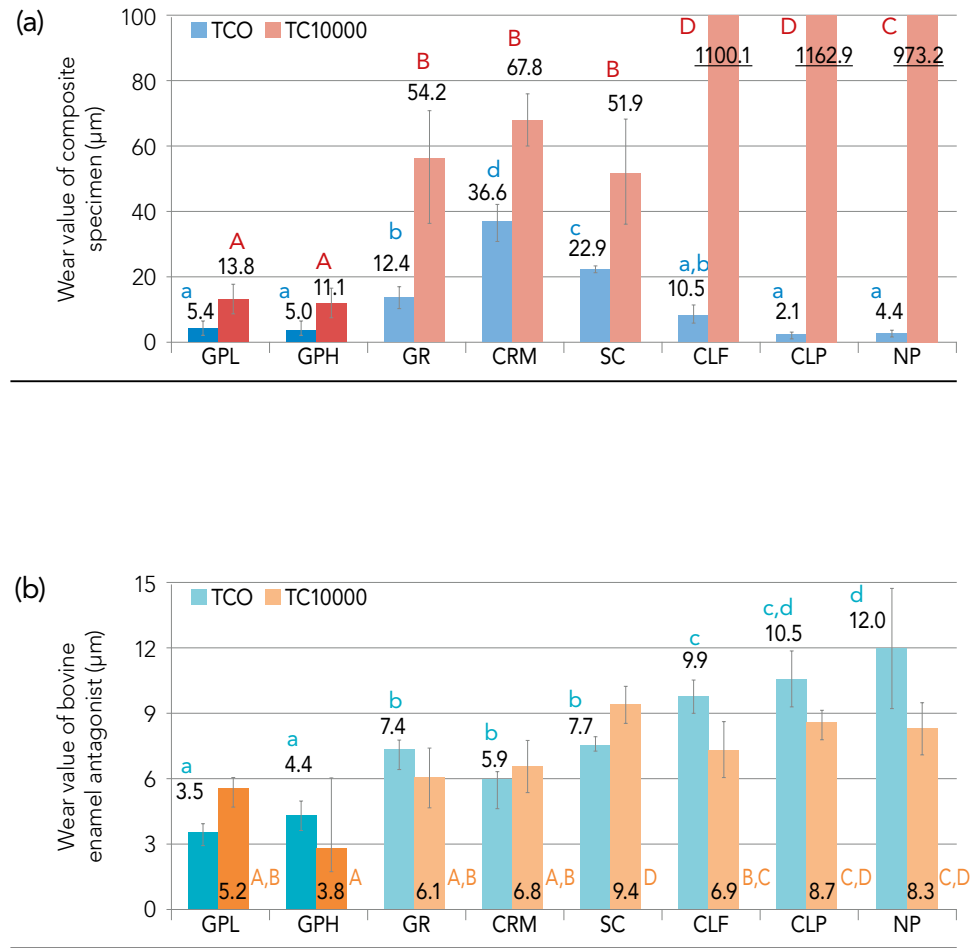 (a)
TCO TC10000
Wear value of composite
specimen (μm)
100
80
60
40
20
0
a
5.4
A
13.8
a
5.0
A
11.1
b
12.4
B
54.2
d
36.6
B
67.8
c
22.9
B
51.9
a,b
10.5
D
1100.1
a
2.1
D
1162.9
a
4.4
C
973.2
GPL GPH GR CRM SC CLF CLP NP
(b)
TCO TC10000
Wear value of bovine
enamel antagonist (μm)
15
12
9
6
3
0
a
3.5
5.2 A,B
a
4.4
3.8 A
b
7.4
6.1 A,B
b
5.9
6.8 A,B
b
7.7
9.4 D
c
9.9
6.9 B,C
c,d
10.5
8.7 C,D
d
12.0
8.3 C,D
GPL GPH GR CRM SC CLF CLP NP